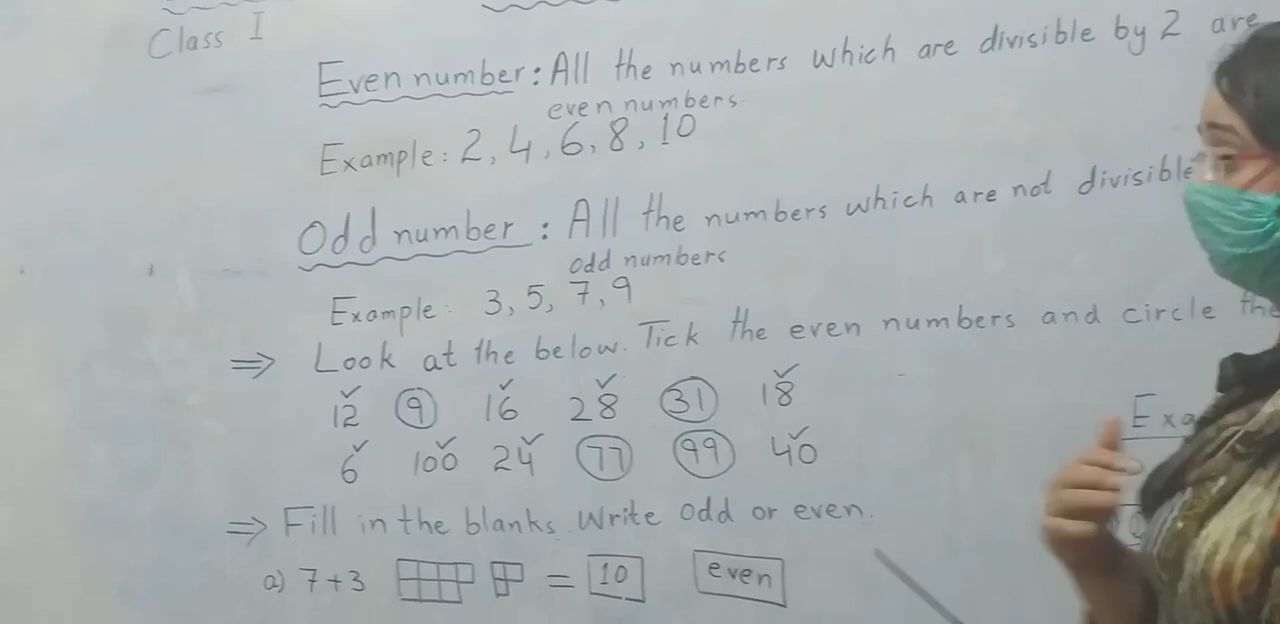 Class I
Even number: All the numbers which are divisible by 2 are
even numbers.
Example: 2, 4, 6, 8, 10
Odd number: All the numbers which are not divisible
odd numbers
Example: 3, 5, 7, 9
⇒ Look at the below. Tick the even numbers and circle the
12 9 16 28 31 18
6 100 24 77 99 40
⇒ Fill in the blanks. Write odd or even.
a) 7+3 = 10 even